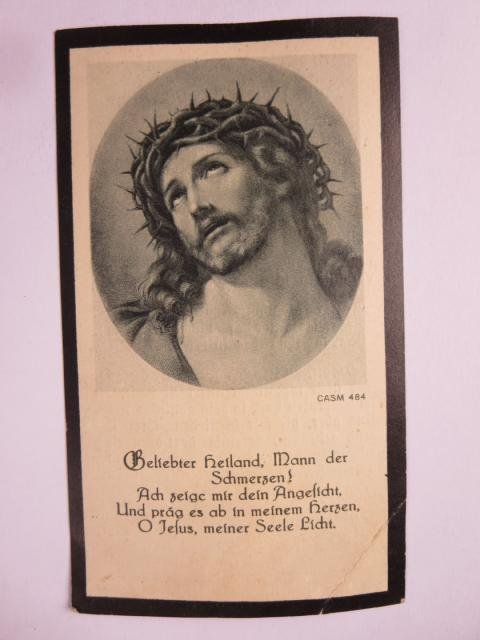 CASM 484
Geliebter Heiland, Mann der
Schmerzen!
Ach zeige mir dein Angesicht,
Und präg es ab in meinem Herzen,
O Jesus, meiner Seele Licht.